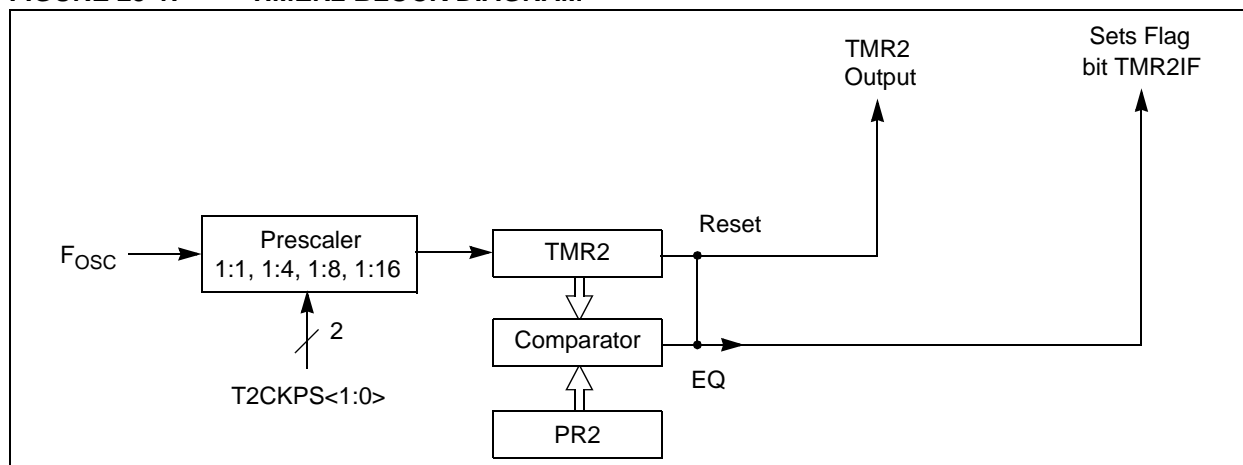 TMR2
Output
Sets Flag
bit TMR2IF
Reset
FOSC
Prescaler
1:1, 1:4, 1:8, 1:16
TMR2
2
Comparator
EQ
T2CKPS<1:0>
PR2